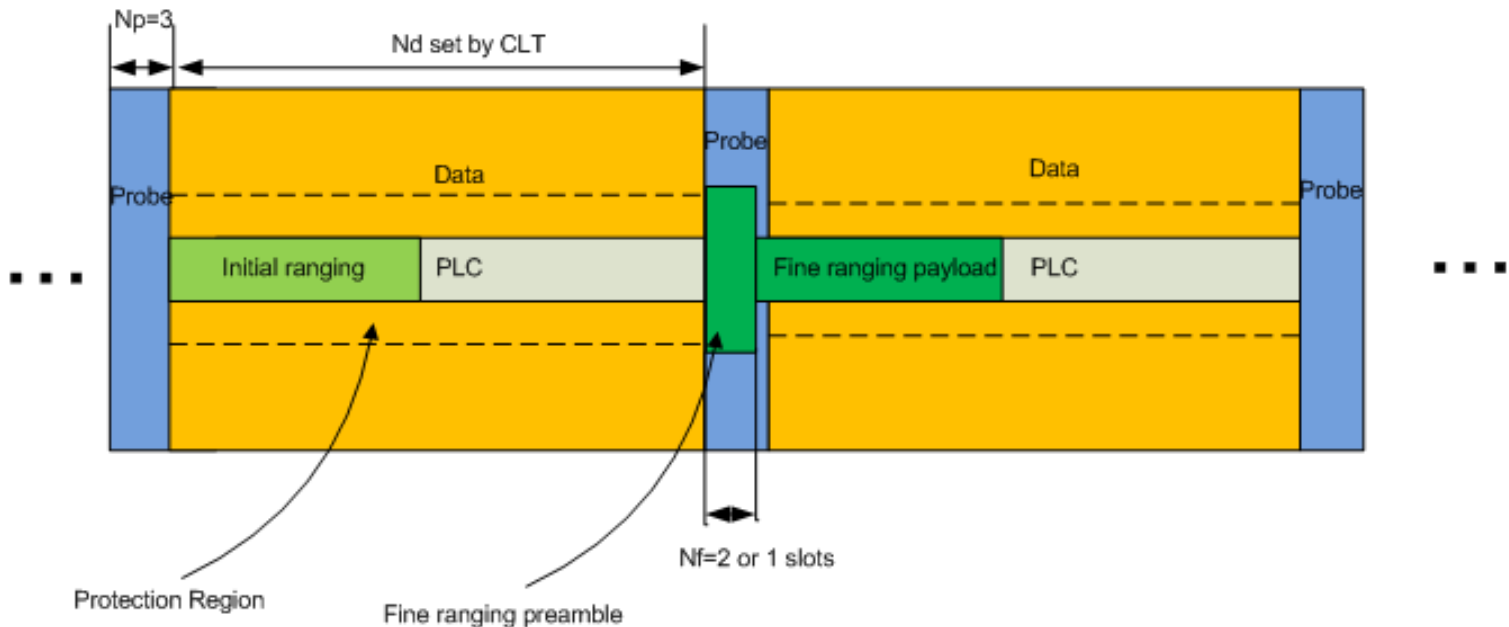 Np=3
Nd set by CLT
Probe
Data
Initial ranging
PLC
Probe
Data
Fine ranging payload
PLC
Probe
Nf=2 or 1 slots
Protection Region
Fine ranging preamble